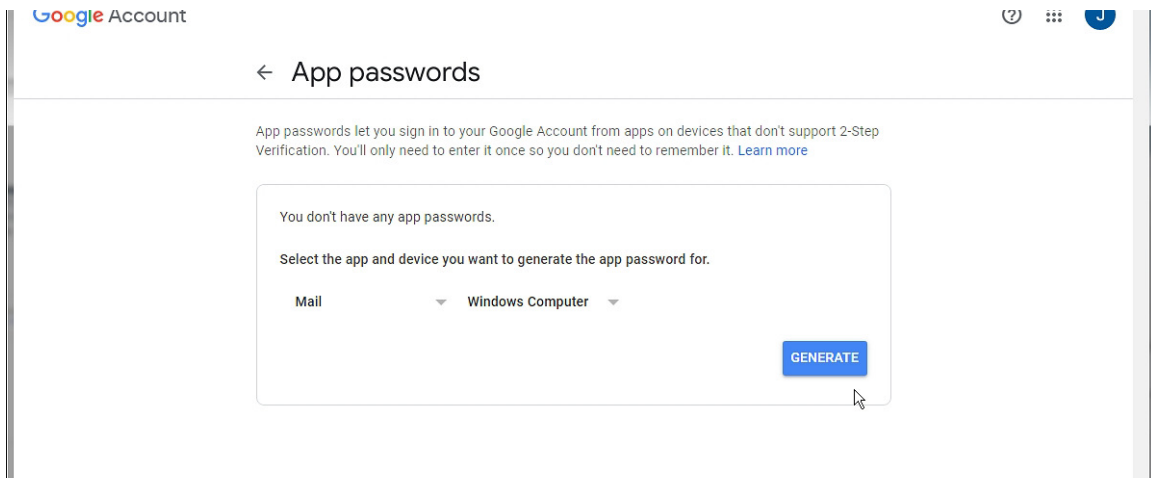 Google Account
J
App passwords
App passwords let you sign in to your Google Account from apps on devices that don't support 2-Step
Verification. You'll only need to enter it once so you don't need to remember it. Learn more
You don't have any app passwords.
Select the app and device you want to generate the app password for.
Mail Windows Computer
GENERATE